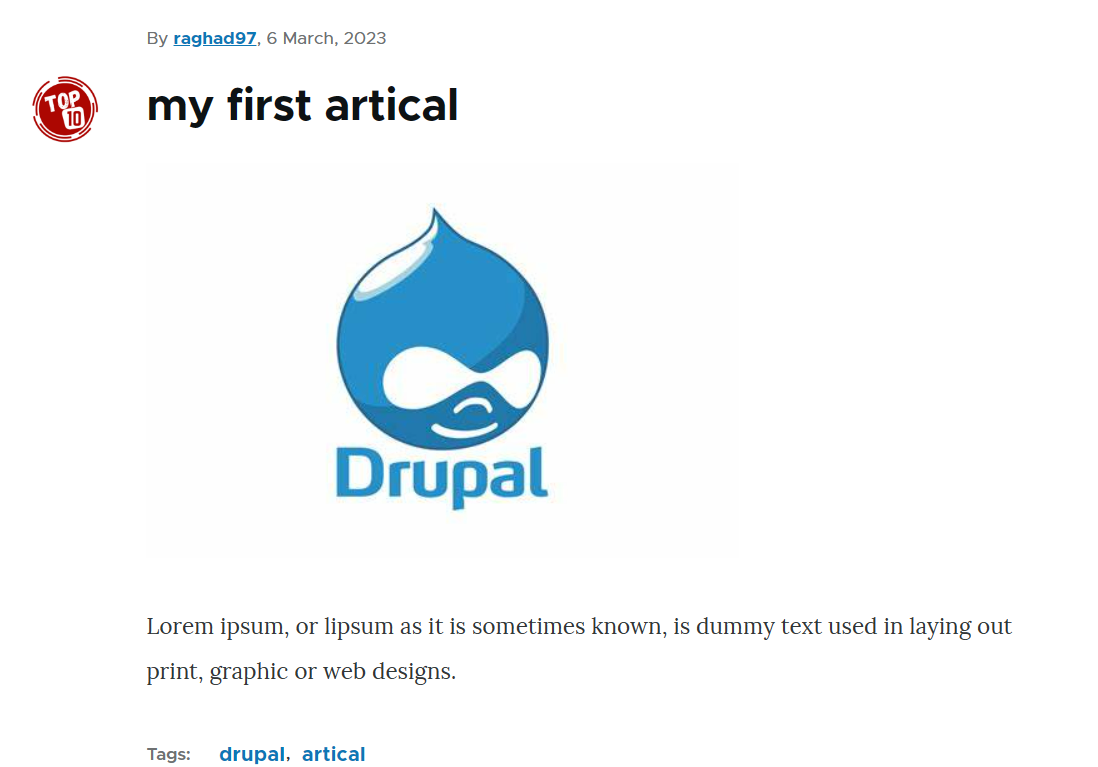 By raghad97, 6 March, 2023
TOP
10
my first artical
Drupal
Lorem ipsum, or lipsum as it is sometimes known, is dummy text used in laying out
print, graphic or web designs.
Tags: drupal, artical